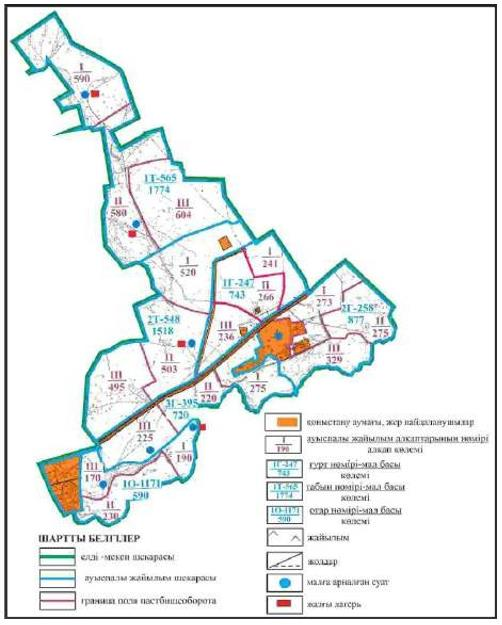 I
590
1Т-565
1774
II
580
III
604
I
520
I
241
1Г-247
743
II
266
I
273
2Г-258
877
II
275
III
236
III
329
2Т-548
1518
II
503
III
495
II
220
I
275
3Г-395
720
III
225
I
190
III
170
1О-1171
590
II
230
қоныстану аумағы, жер пайдаланушылар
I
190
ауыспалы жайылым алқаптарының нөмірі
алқап көлемі
1Г-247
743
гурт нөмірі-мал басы
көлемі
1Т-565
1774
табын нөмірі-мал басы
көлемі
1О-1171
590
отар нөмірі-мал басы
көлемі
жайылым
жолдар
малға арналған суат
жазғы лагерь
ШАРТТЫ БЕЛГІЛЕР
елді -мекен шекарасы
ауыспалы жайылым шекарасы
граница поля пастбищеоборота